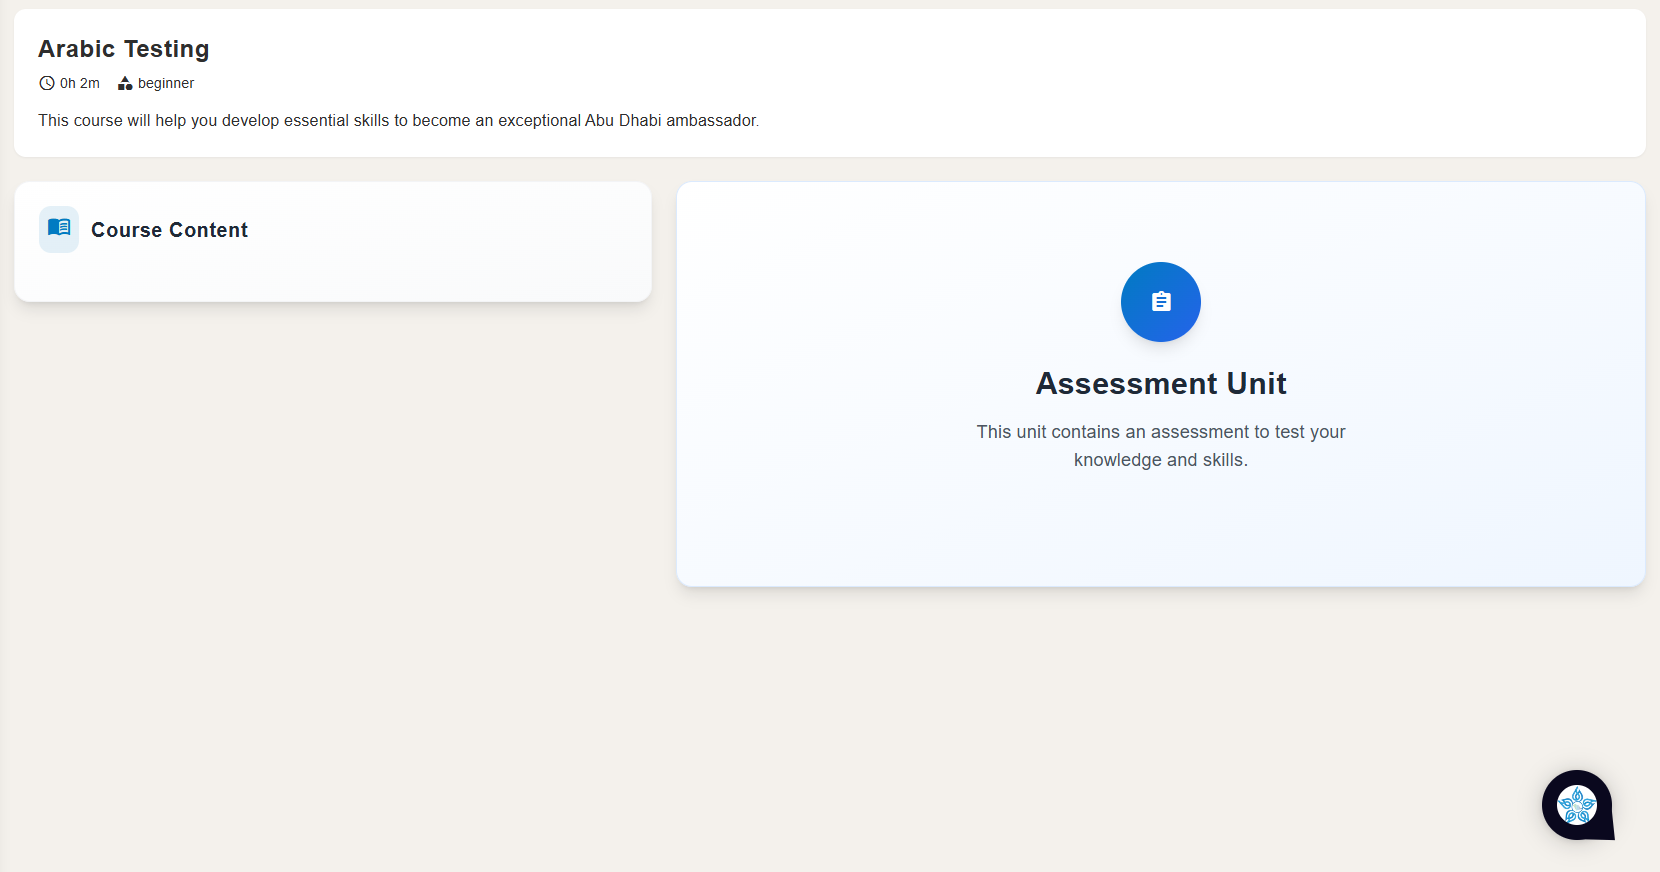 Arabic Testing
0h 2m beginner
This course will help you develop essential skills to become an exceptional Abu Dhabi ambassador.
Course Content
Assessment Unit
This unit contains an assessment to test your
knowledge and skills.